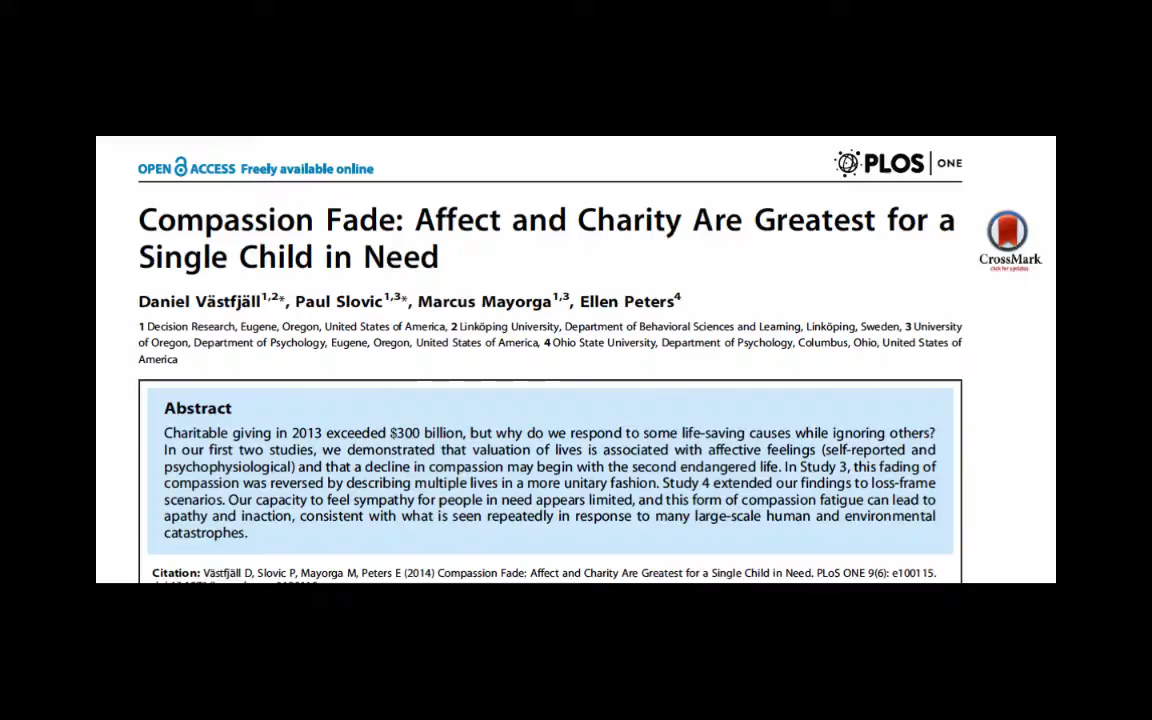 OPEN ACCESS Freely available online
PLOS ONE
Compassion Fade: Affect and Charity Are Greatest for a
Single Child in Need
CrossMark
click for updates
Daniel Västfjäll1,2*, Paul Slovic1,3*, Marcus Mayorga1,3, Ellen Peters4
1 Decision Research, Eugene, Oregon, United States of America, 2 Linköping University, Department of Behavioral Sciences and Learning, Linköping, Sweden, 3 University
of Oregon, Department of Psychology, Eugene, Oregon, United States of America, 4 Ohio State University, Department of Psychology, Columbus, Ohio, United States of
America
Abstract
Charitable giving in 2013 exceeded $300 billion, but why do we respond to some life-saving causes while ignoring others?
In our first two studies, we demonstrated that valuation of lives is associated with affective feelings (self-reported and
psychophysiological) and that a decline in compassion may begin with the second endangered life. In Study 3, this fading of
compassion was reversed by describing multiple lives in a more unitary fashion. Study 4 extended our findings to loss-frame
scenarios. Our capacity to feel sympathy for people in need appears limited, and this form of compassion fatigue can lead to
apathy and inaction, consistent with what is seen repeatedly in response to many large-scale human and environmental
catastrophes.
Citation: Västfjäll D, Slovic P, Mayorga M, Peters E (2014) Compassion Fade: Affect and Charity Are Greatest for a Single Child in Need. PLoS ONE 9(6): e100115.